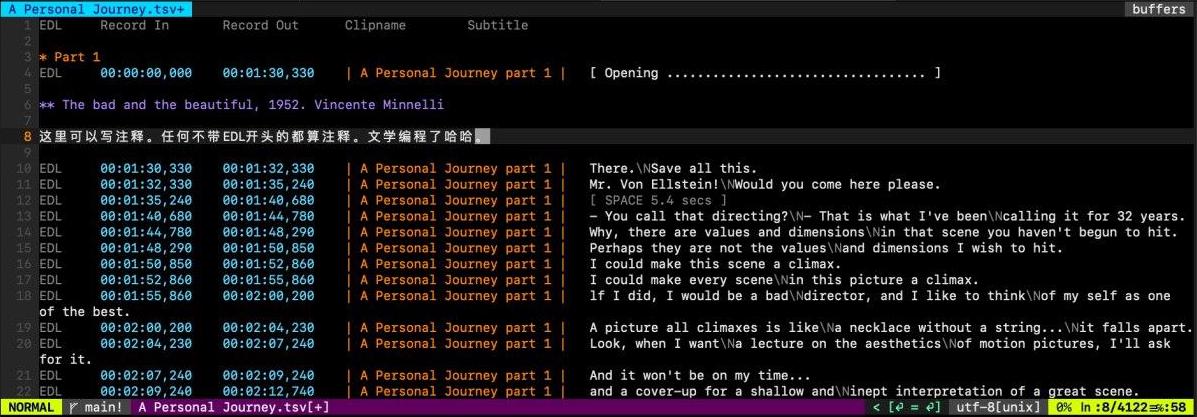 A Personal Journey.tsv+ buffers
1 EDL Record In Record Out Clipname Subtitle
2
3 * Part 1
4 EDL 00:00:00,000 00:01:30,330 | A Personal Journey part 1 | [ Opening .................................. ]
5
6 ** The bad and the beautiful, 1952. Vincente Minnelli
7
8 这里可以写注释。任何不带EDL开头的都算注释。文学编程了哈哈。
9
10 EDL 00:01:30,330 00:01:32,330 | A Personal Journey part 1 | There.\NSave all this.
11 EDL 00:01:32,330 00:01:35,240 | A Personal Journey part 1 | Mr. Von Ellstein!\NWould you come here please.
12 EDL 00:01:35,240 00:01:40,680 | A Personal Journey part 1 | [ SPACE 5.4 secs ]
13 EDL 00:01:40,680 00:01:44,780 | A Personal Journey part 1 | – You call that directing?\N– That is what I've been\Ncalling it for 32 years.
14 EDL 00:01:44,780 00:01:48,290 | A Personal Journey part 1 | Why, there are values and dimensions\Nin that scene you haven't begun to hit.
15 EDL 00:01:48,290 00:01:50,850 | A Personal Journey part 1 | Perhaps they are not the values\Nand dimensions I wish to hit.
16 EDL 00:01:50,850 00:01:52,860 | A Personal Journey part 1 | I could make this scene a climax.
17 EDL 00:01:52,860 00:01:55,860 | A Personal Journey part 1 | I could make every scene\Nin this picture a climax.
18 EDL 00:01:55,860 00:02:00,200 | A Personal Journey part 1 | lf I did, I would be a bad\Ndirector, and I like to think\Nof my self as one
of the best.
19 EDL 00:02:00,200 00:02:04,230 | A Personal Journey part 1 | A picture all climaxes is like\Na necklace without a string...\Nit falls apart.
20 EDL 00:02:04,230 00:02:07,240 | A Personal Journey part 1 | Look, when I want\Na lecture on the aesthetics\Nof motion pictures, I'll ask
for it.
21 EDL 00:02:07,240 00:02:09,240 | A Personal Journey part 1 | And it won't be on my time...
22 EDL 00:02:09,240 00:02:12,740 | A Personal Journey part 1 | and a cover-up for a shallow and\Ninept interpretation of a great scene.
NORMAL main! A Personal Journey.tsv[+] < [⏎ = ⏎] utf-8[unix] 0% ln :8/4122 :58